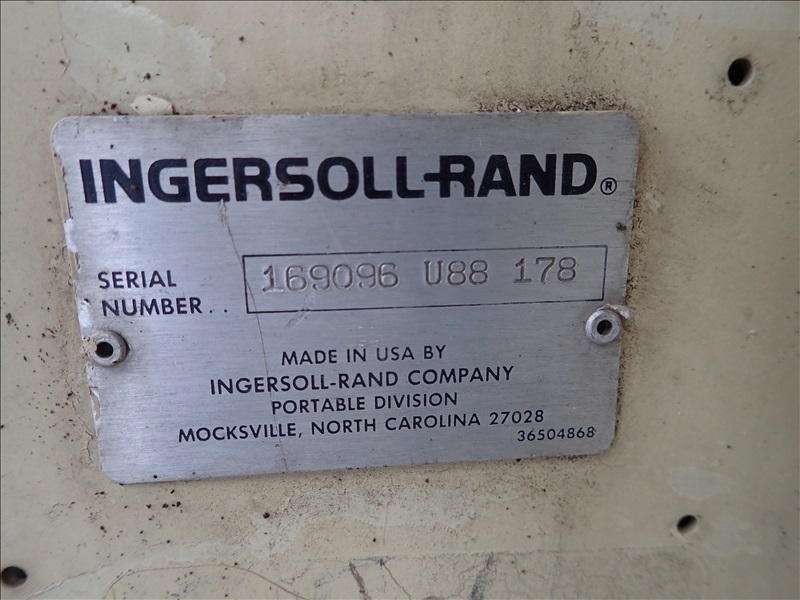 INGERSOLL-RAND®
SERIAL
NUMBER.. 169096 U88 178
MADE IN USA BY
INGERSOLL-RAND COMPANY
PORTABLE DIVISION
MOCKSVILLE, NORTH CAROLINA 27028
36504868